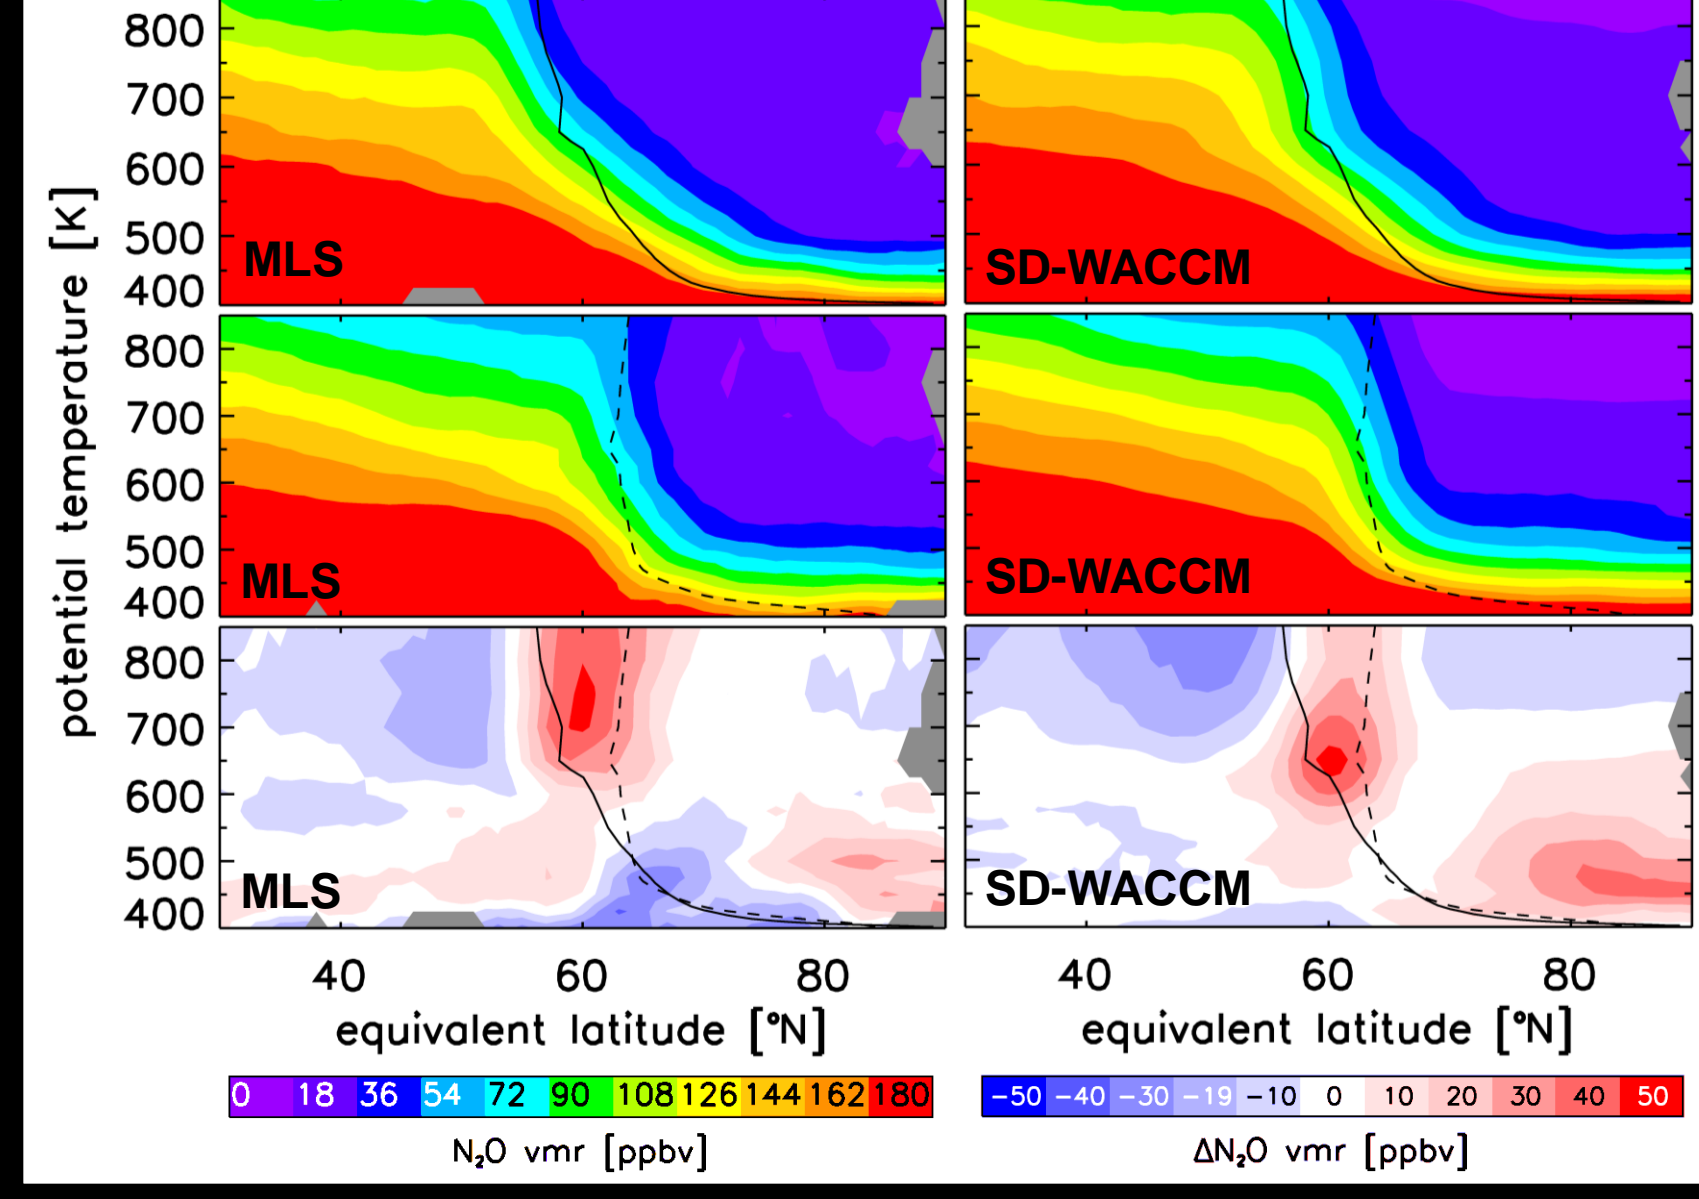 800
700
600
500
400
MLS
SD-WACCM
800
700
600
500
400
MLS
SD-WACCM
800
700
600
500
400
MLS
SD-WACCM
potential temperature [K]
40 60 80
40 60 80
equivalent latitude [°N]
equivalent latitude [°N]
0 18 36 54 72 90 108 126 144 162 180
−50 −40 −30 −19 −10 0 10 20 30 40 50
N₂O vmr [ppbv]
ΔN₂O vmr [ppbv]